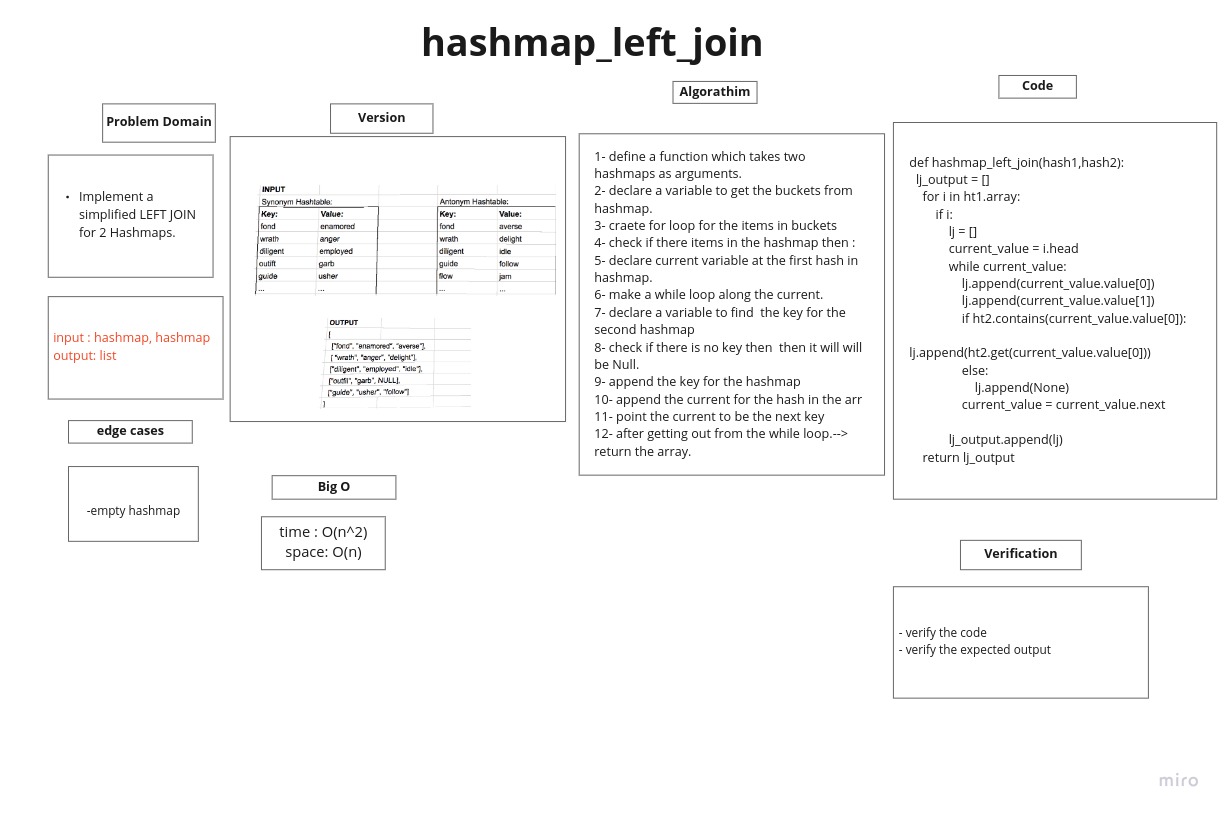 hashmap_left_join
Problem Domain
• Implement a
simplified LEFT JOIN
for 2 Hashmaps.
input : hashmap, hashmap
output: list
edge cases
-empty hashmap
Version
INPUT
Synonym Hashtable: Antonym Hashtable:
Key: Value: Key: Value:
fond enamored fond averse
wrath anger wrath delight
diligent employed diligent idle
outift garb guide follow
guide usher flow jam
... ... ... ...
OUTPUT
[
["fond", "enamored", "averse"],
[ "wrath", "anger", "delight"],
["diligent", "employed", "idle"],
["outfit", "garb", NULL],
["guide", "usher", "follow"]
]
Big O
time : O(n^2)
space: O(n)
Algorathim
1- define a function which takes two
hashmaps as arguments.
2- declare a variable to get the buckets from
hashmap.
3- craete for loop for the items in buckets
4- check if there items in the hashmap then :
5- declare current variable at the first hash in
hashmap.
6- make a while loop along the current.
7- declare a variable to find the key for the
second hashmap
8- check if there is no key then then it will will
be Null.
9- append the key for the hashmap
10- append the current for the hash in the arr
11- point the current to be the next key
12- after getting out from the while loop.-->
return the array.
Code
def hashmap_left_join(hash1,hash2):
lj_output = []
for i in ht1.array:
if i:
lj = []
current_value = i.head
while current_value:
lj.append(current_value.value[0])
lj.append(current_value.value[1])
if ht2.contains(current_value.value[0]):
lj.append(ht2.get(current_value.value[0]))
else:
lj.append(None)
current_value = current_value.next
lj_output.append(lj)
return lj_output
Verification
- verify the code
- verify the expected output
miro